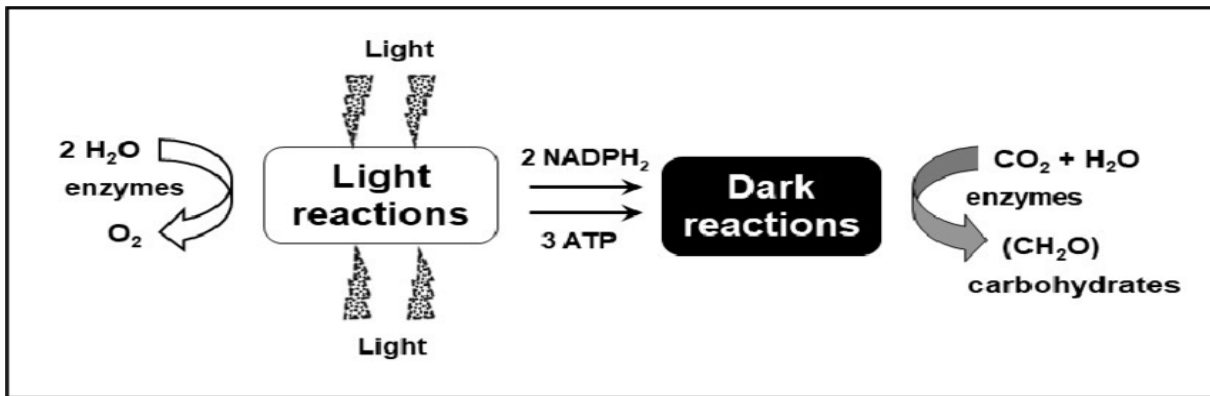 Light
2 H₂O
enzymes
O₂
Light
reactions
Light
2 NADPH₂
3 ATP
Dark
reactions
CO₂ + H₂O
enzymes
(CH₂O)
carbohydrates